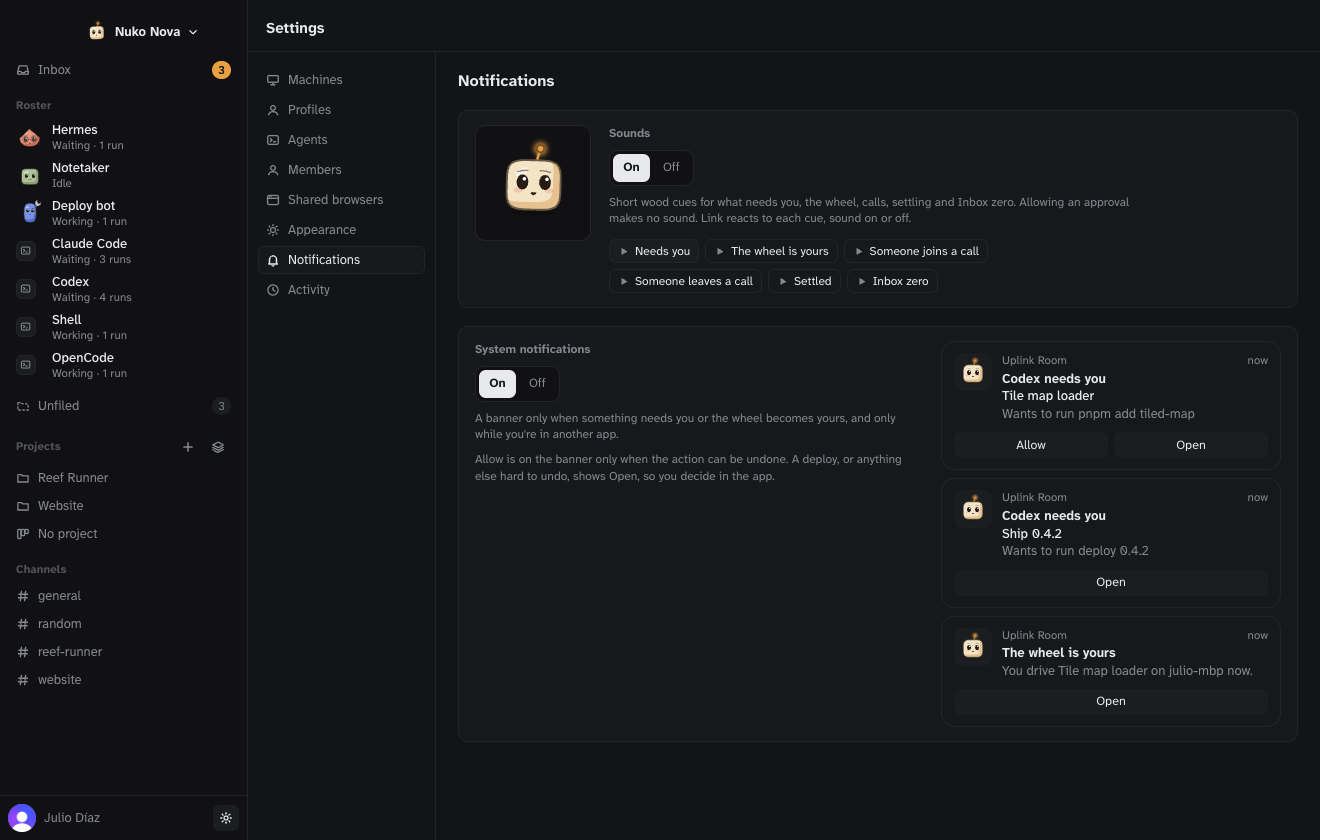 Nuko Nova
Inbox
3
Roster
Hermes
Waiting · 1 run
Notetaker
Idle
Deploy bot
Working · 1 run
Claude Code
Waiting · 3 runs
Codex
Waiting · 4 runs
Shell
Working · 1 run
OpenCode
Working · 1 run
Unfiled
3
Projects
Reef Runner
Website
No project
Channels
general
random
reef-runner
website
Julio Díaz
Settings
Machines
Profiles
Agents
Members
Shared browsers
Appearance
Notifications
Activity
Notifications
Sounds
On Off
Short wood cues for what needs you, the wheel, calls, settling and Inbox zero. Allowing an approval
makes no sound. Link reacts to each cue, sound on or off.
Needs you The wheel is yours Someone joins a call
Someone leaves a call Settled Inbox zero
System notifications
On Off
A banner only when something needs you or the wheel becomes yours, and only
while you're in another app.
Allow is on the banner only when the action can be undone. A deploy, or anything
else hard to undo, shows Open, so you decide in the app.
Uplink Room now
Codex needs you
Tile map loader
Wants to run pnpm add tiled-map
Allow Open
Uplink Room now
Codex needs you
Ship 0.4.2
Wants to run deploy 0.4.2
Open
Uplink Room now
The wheel is yours
You drive Tile map loader on julio-mbp now.
Open